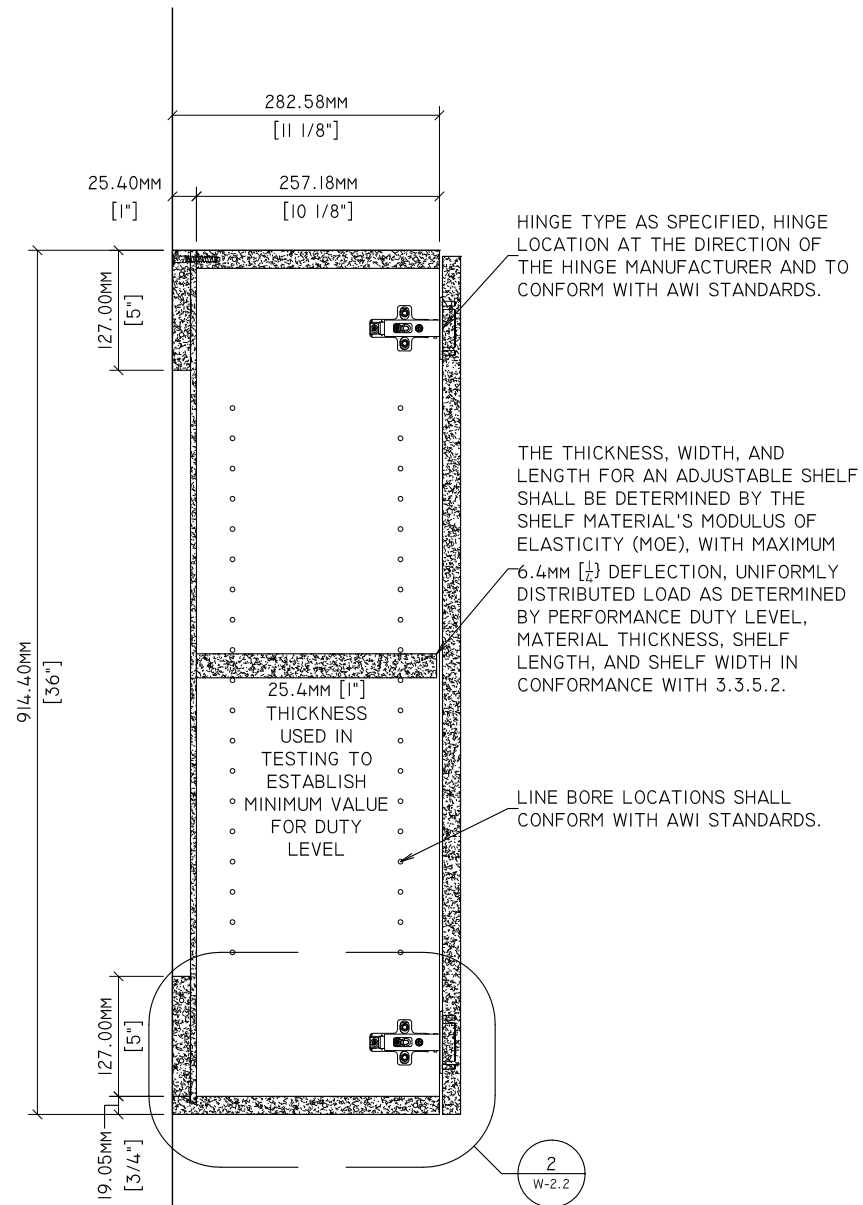 282.58MM
[11 1/8"]
25.40MM
[1"]
257.18MM
[10 1/8"]
HINGE TYPE AS SPECIFIED, HINGE
LOCATION AT THE DIRECTION OF
THE HINGE MANUFACTURER AND TO
CONFORM WITH AWI STANDARDS.
127.00MM
[5"]
THE THICKNESS, WIDTH, AND
LENGTH FOR AN ADJUSTABLE SHELF
SHALL BE DETERMINED BY THE
SHELF MATERIAL'S MODULUS OF
ELASTICITY (MOE), WITH MAXIMUM
6.4MM [1/4} DEFLECTION, UNIFORMLY
DISTRIBUTED LOAD AS DETERMINED
BY PERFORMANCE DUTY LEVEL,
MATERIAL THICKNESS, SHELF
LENGTH, AND SHELF WIDTH IN
CONFORMANCE WITH 3.3.5.2.
914.40MM
[36"]
25.4MM [1"]
THICKNESS
USED IN
TESTING TO
ESTABLISH
MINIMUM VALUE
FOR DUTY
LEVEL
LINE BORE LOCATIONS SHALL
CONFORM WITH AWI STANDARDS.
127.00MM
[5"]
19.05MM
[3/4"]
2
W-2.2